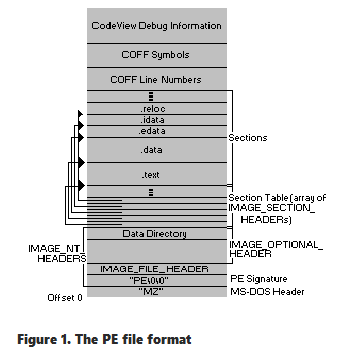 CodeView Debug Information
COFF Symbols
COFF Line Numbers
.reloc
.idata
.edata
Sections
.data
.text
Section Table (array of
IMAGE_SECTION_
HEADERs)
Data Directory
IMAGE_NT_
HEADERS
IMAGE_OPTIONAL_
HEADER
IMAGE_FILE_HEADER
"PE\0\0"
PE Signature
"MZ"
MS-DOS Header
Offset 0
Figure 1. The PE file format